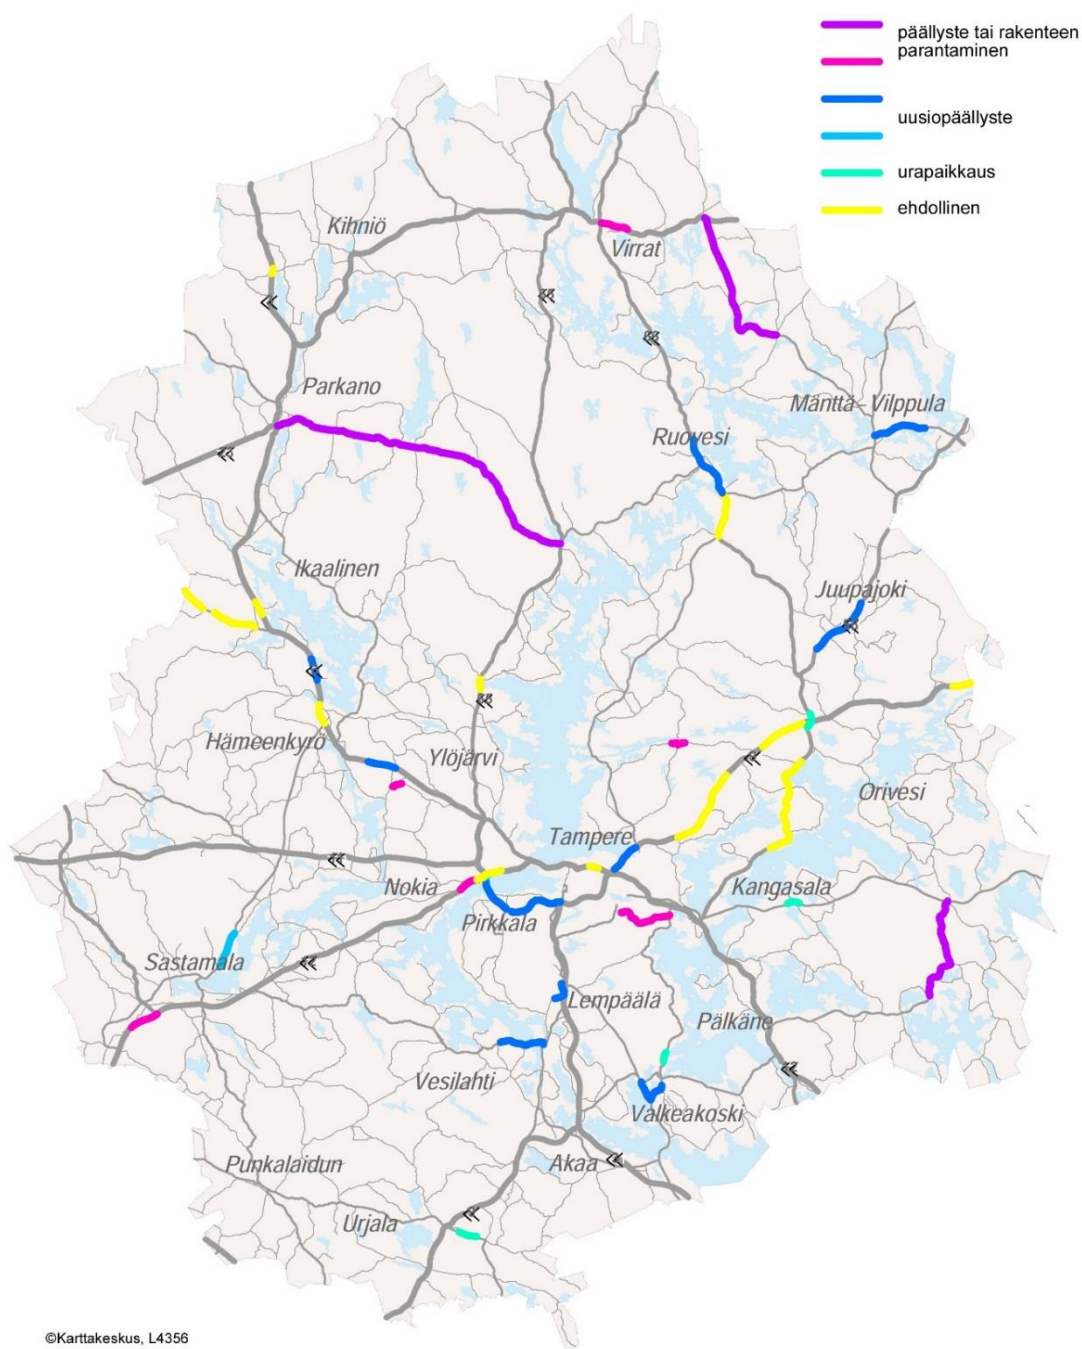 päällyste tai rakenteen
parantaminen
uusiopäällyste
urapaikkaus
ehdollinen
Kihniö
Virrat
Parkano
Mänttä-Vilppula
Ruovesi
Ikaalinen
Juupajoki
Hämeenkyrö
Ylöjärvi
Orivesi
Tampere
Nokia
Kangasala
Pirkkala
Sastamala
Lempäälä
Pälkäne
Vesilahti
Valkeakoski
Punkalaidun
Akaa
Urjala
©Karttakeskus, L4356